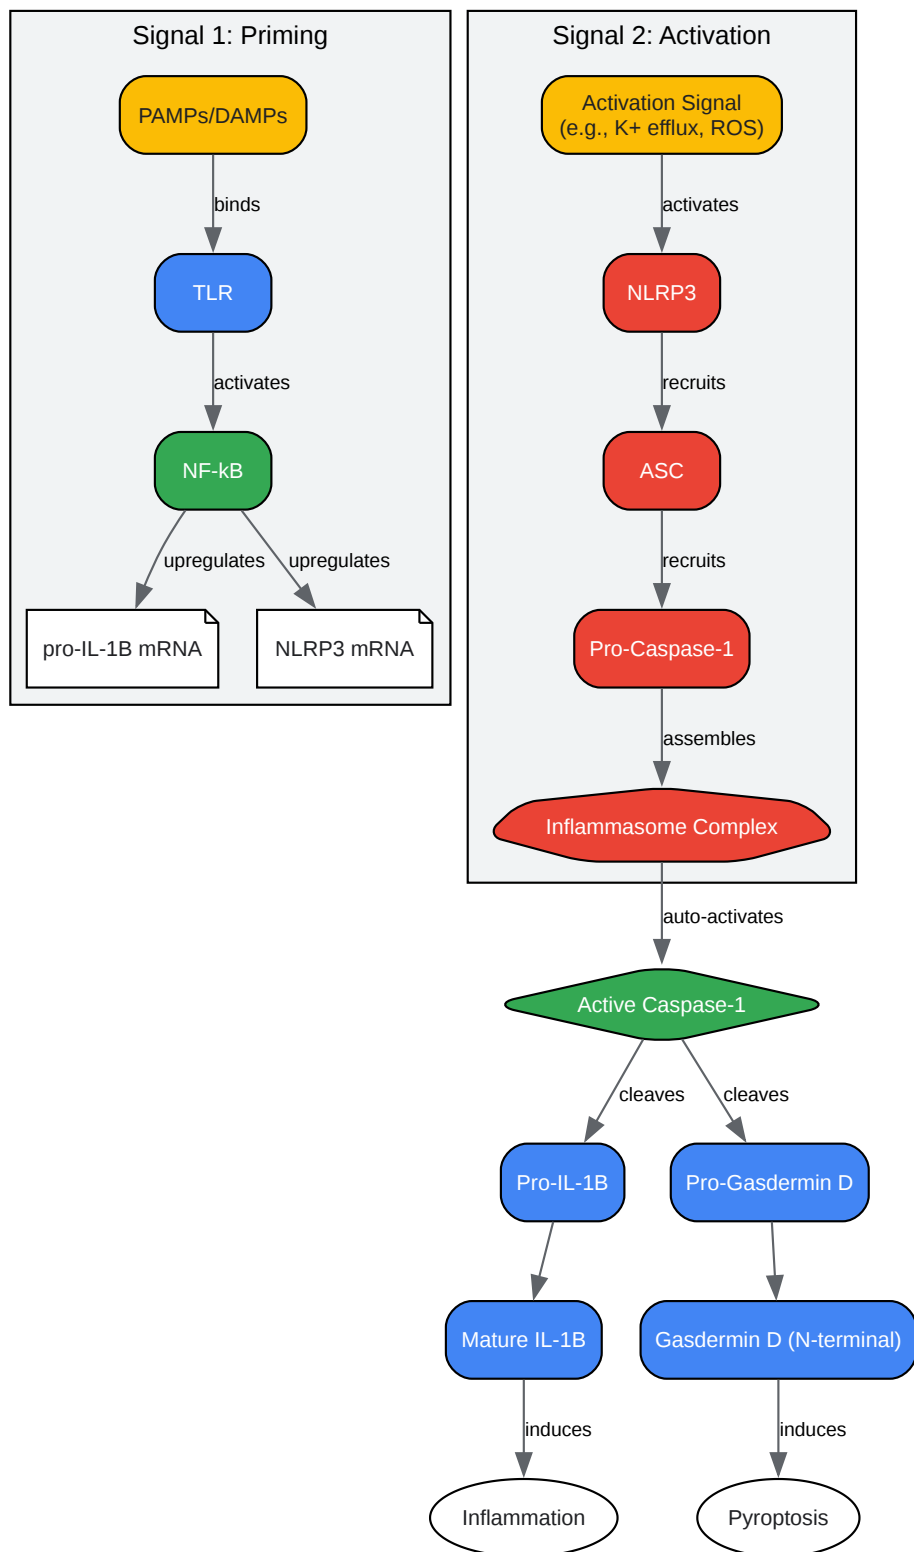 Signal 1: Priming
PAMPs/DAMPs
binds
TLR
activates
NF-kB
upregulates
upregulates
pro-IL-1B mRNA
NLRP3 mRNA
Signal 2: Activation
Activation Signal
(e.g., K+ efflux, ROS)
activates
NLRP3
recruits
ASC
recruits
Pro-Caspase-1
assembles
Inflammasome Complex
auto-activates
Active Caspase-1
cleaves
cleaves
Pro-IL-1B
Pro-Gasdermin D
Mature IL-1B
Gasdermin D (N-terminal)
induces
induces
Inflammation
Pyroptosis